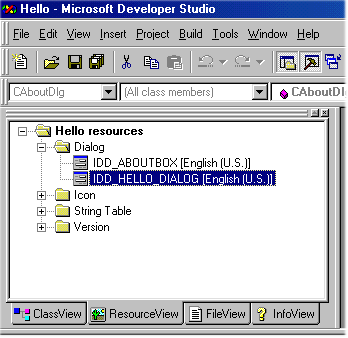 Hello - Microsoft Developer Studio
File Edit View Insert Project Build Tools Window Help
CAboutDlg (All class members) CAboutDl
Hello resources
Dialog
IDD_ABOUTBOX [English (U.S.)]
IDD_HELLO_DIALOG [English (U.S.)]
Icon
String Table
Version
ClassView ResourceView FileView InfoView